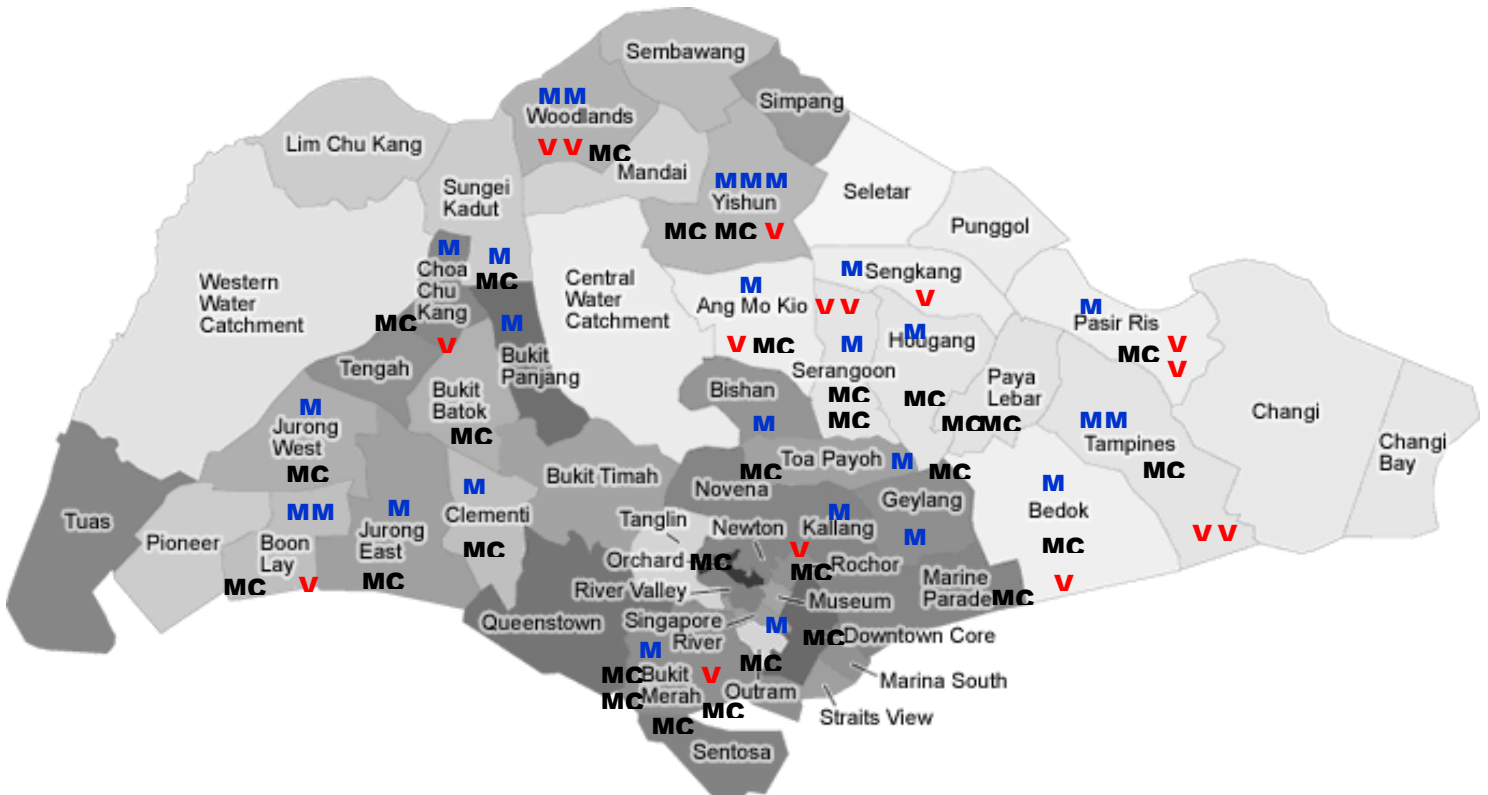 Sembawang
Simpang
M M
Woodlands
V V MC
Lim Chu Kang
Mandai
Sungei
Kadut
M M M
Yishun
MC MC V
Seletar
Punggol
M
Choa
Chu
Kang
MC
V
M
MC
Western
Water
Catchment
Central
Water
Catchment
M
Ang Mo Kio
V MC
M Sengkang
V V
V
M
Pasir Ris
MC V
V
M
Bukit
Panjang
Tengah
M
Hougang
MC
M
Serangoon
MC
MC
Paya
Lebar
MC MC
Bishan
M
Bukit
Batok
MC
M
Jurong
West
MC
M M
Tampines
MC
V V
Changi
Changi
Bay
Toa Payoh M
MC
MC
Novena
Bukit Timah
M
Clementi
MC
M
Jurong
East
MC
M M
Boon
Lay
MC V
Pioneer
Tuas
Geylang
M
M
Kallang
V
M
Bedok
MC
V
Tanglin
Newton
Orchard MC
MC Rochor
River Valley
Museum
Marine
Parade MC
Queenstown
Singapore
River
M
MC Downtown Core
M
MC Bukit
MC Merah
V
MC
MC
MC
Outram
Marina South
Straits View
Sentosa